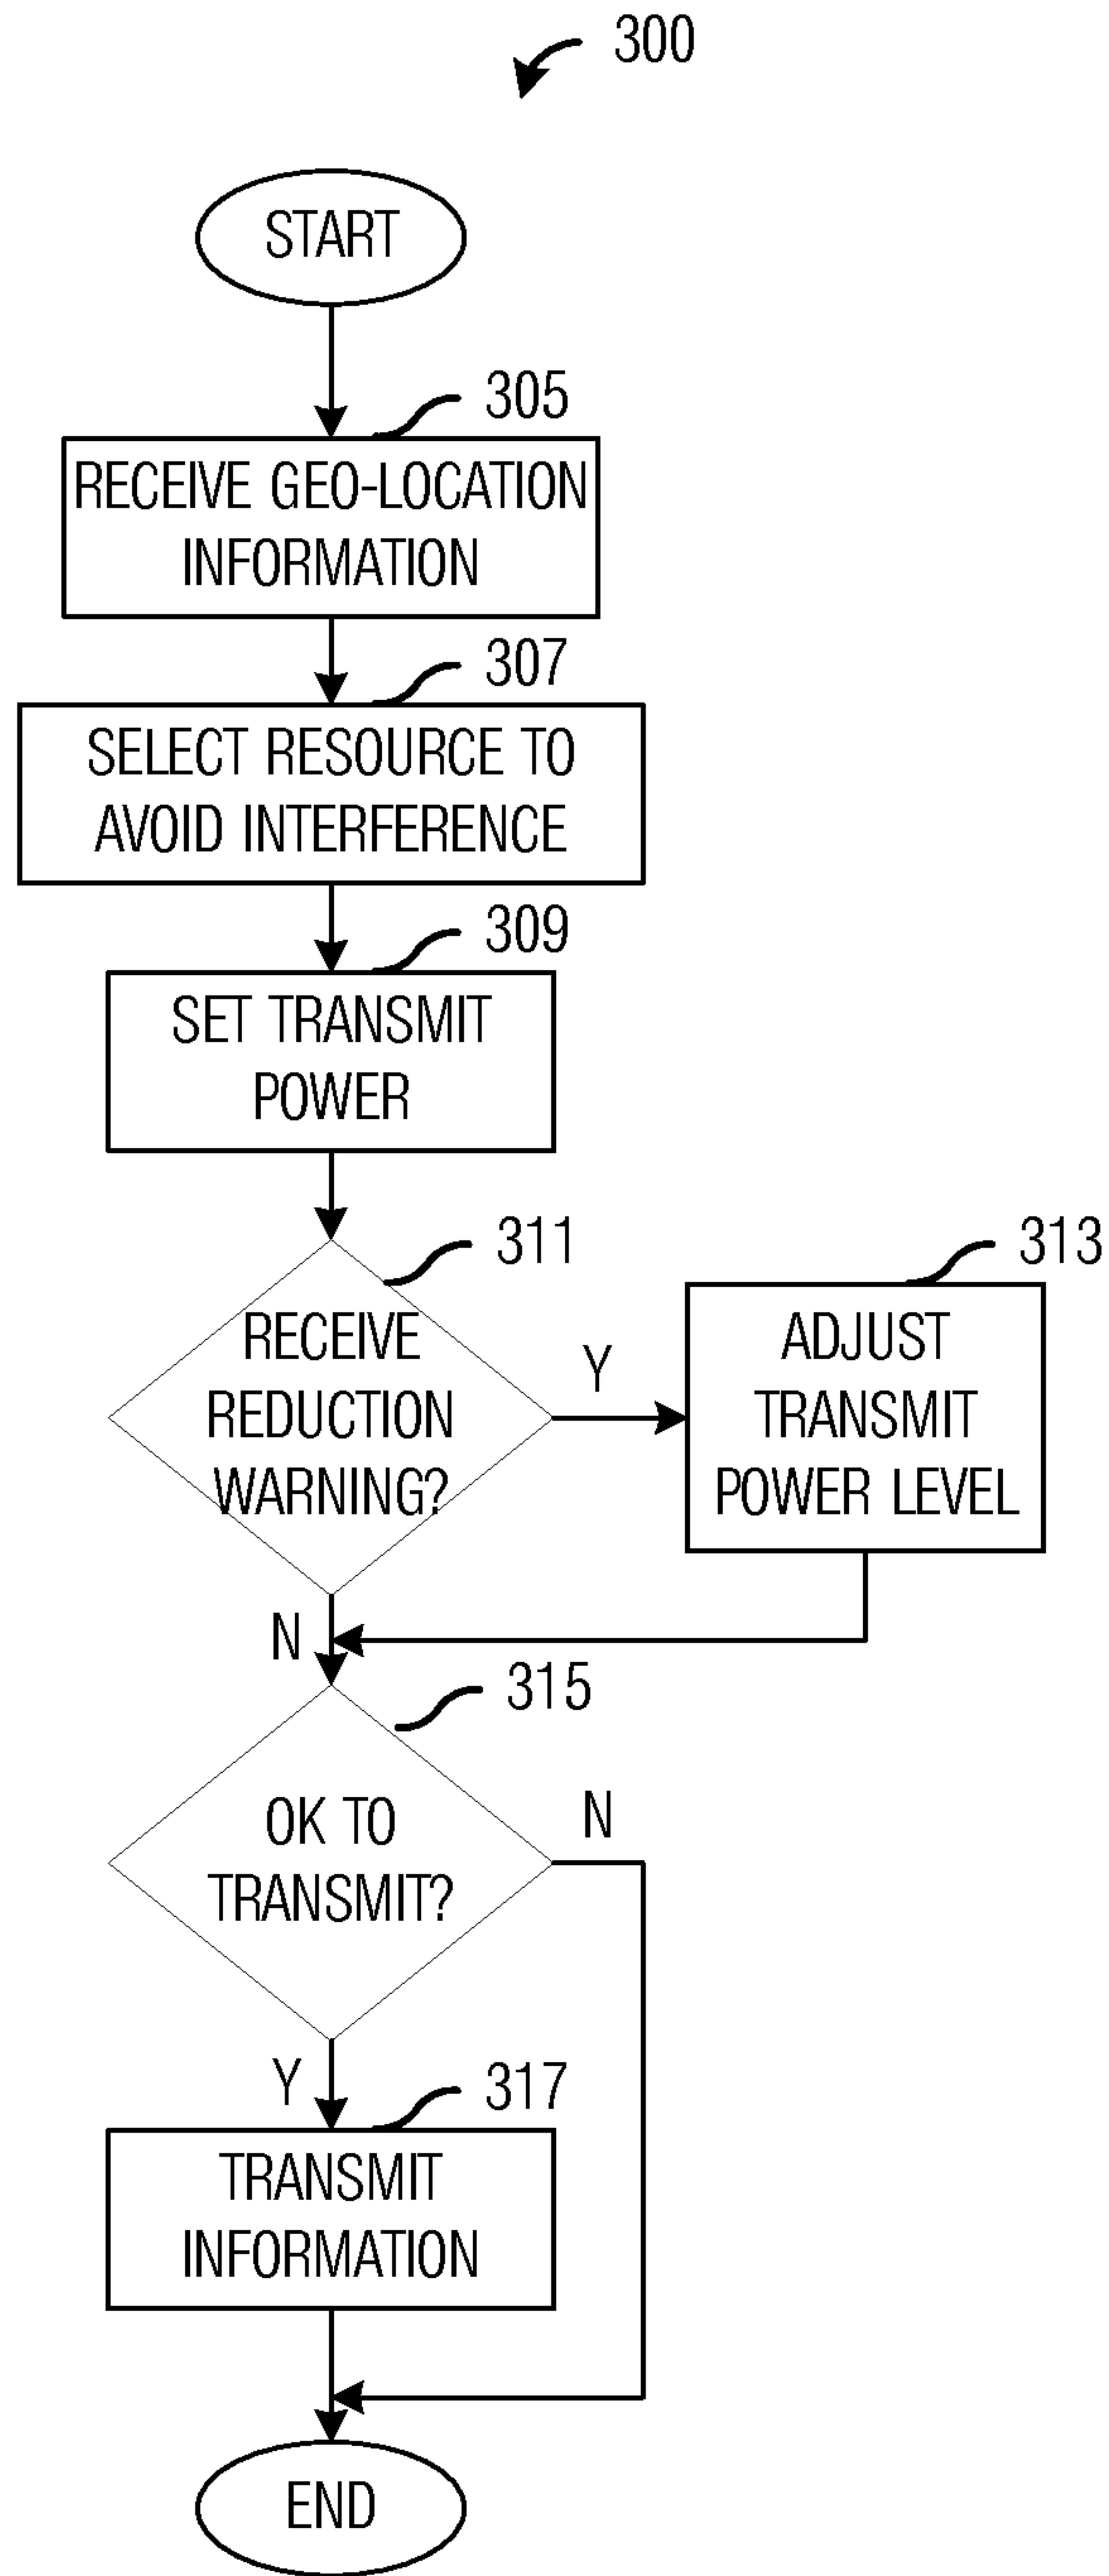 300
START
305
RECEIVE GEO-LOCATION
INFORMATION
307
SELECT RESOURCE TO
AVOID INTERFERENCE
309
SET TRANSMIT
POWER
311
RECEIVE
REDUCTION
WARNING?
Y
313
ADJUST
TRANSMIT
POWER LEVEL
N
315
OK TO
TRANSMIT?
N
Y
317
TRANSMIT
INFORMATION
END